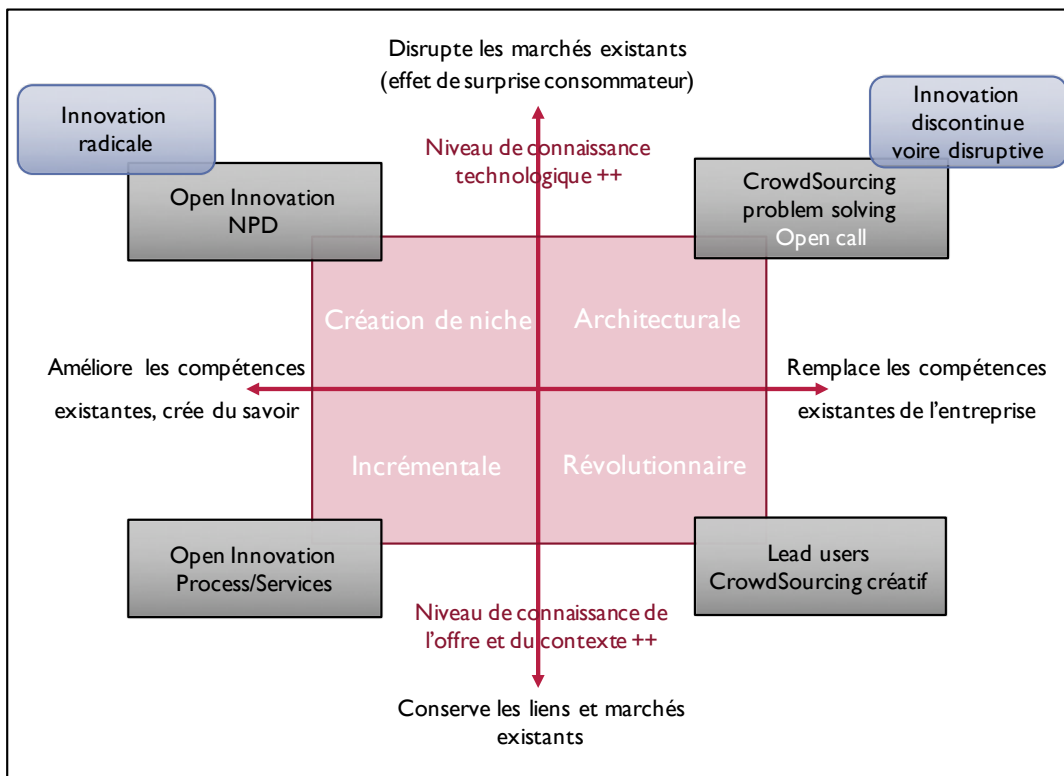 Disrupte les marchés existants
(effet de surprise consommateur)
Innovation
radicale
Innovation
discontinue
voire disruptive
Niveau de connaissance
technologique ++
Open Innovation
NPD
CrowdSourcing
problem solving
Open call
Création de niche
Architecturale
Améliore les compétences
existantes, crée du savoir
Remplace les compétences
existantes de l'entreprise
Incrémentale
Révolutionnaire
Open Innovation
Process/Services
Lead users
CrowdSourcing créatif
Niveau de connaissance de
l'offre et du contexte ++
Conserve les liens et marchés
existants